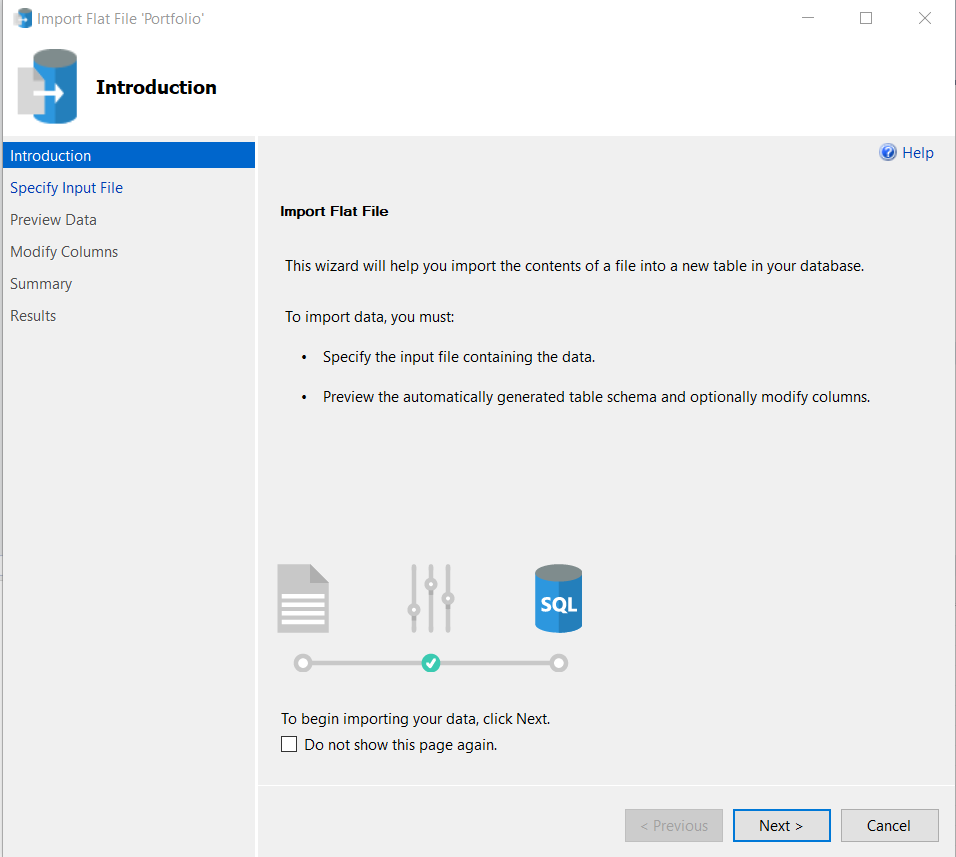 Import Flat File 'Portfolio'
Introduction
Introduction
Specify Input File
Preview Data
Modify Columns
Summary
Results
? Help
Import Flat File
This wizard will help you import the contents of a file into a new table in your database.
To import data, you must:
• Specify the input file containing the data.
• Preview the automatically generated table schema and optionally modify columns.
SQL
To begin importing your data, click Next.
Do not show this page again.
< Previous Next > Cancel